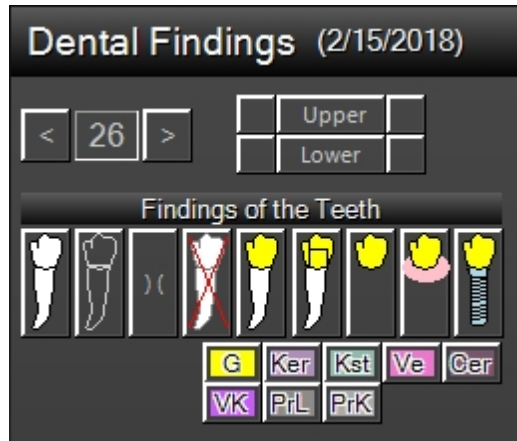 Dental Findings (2/15/2018)
< 26 >
Upper
Lower
Findings of the Teeth
)(
G Ker Kst Ve Cer
VK PrL PrK